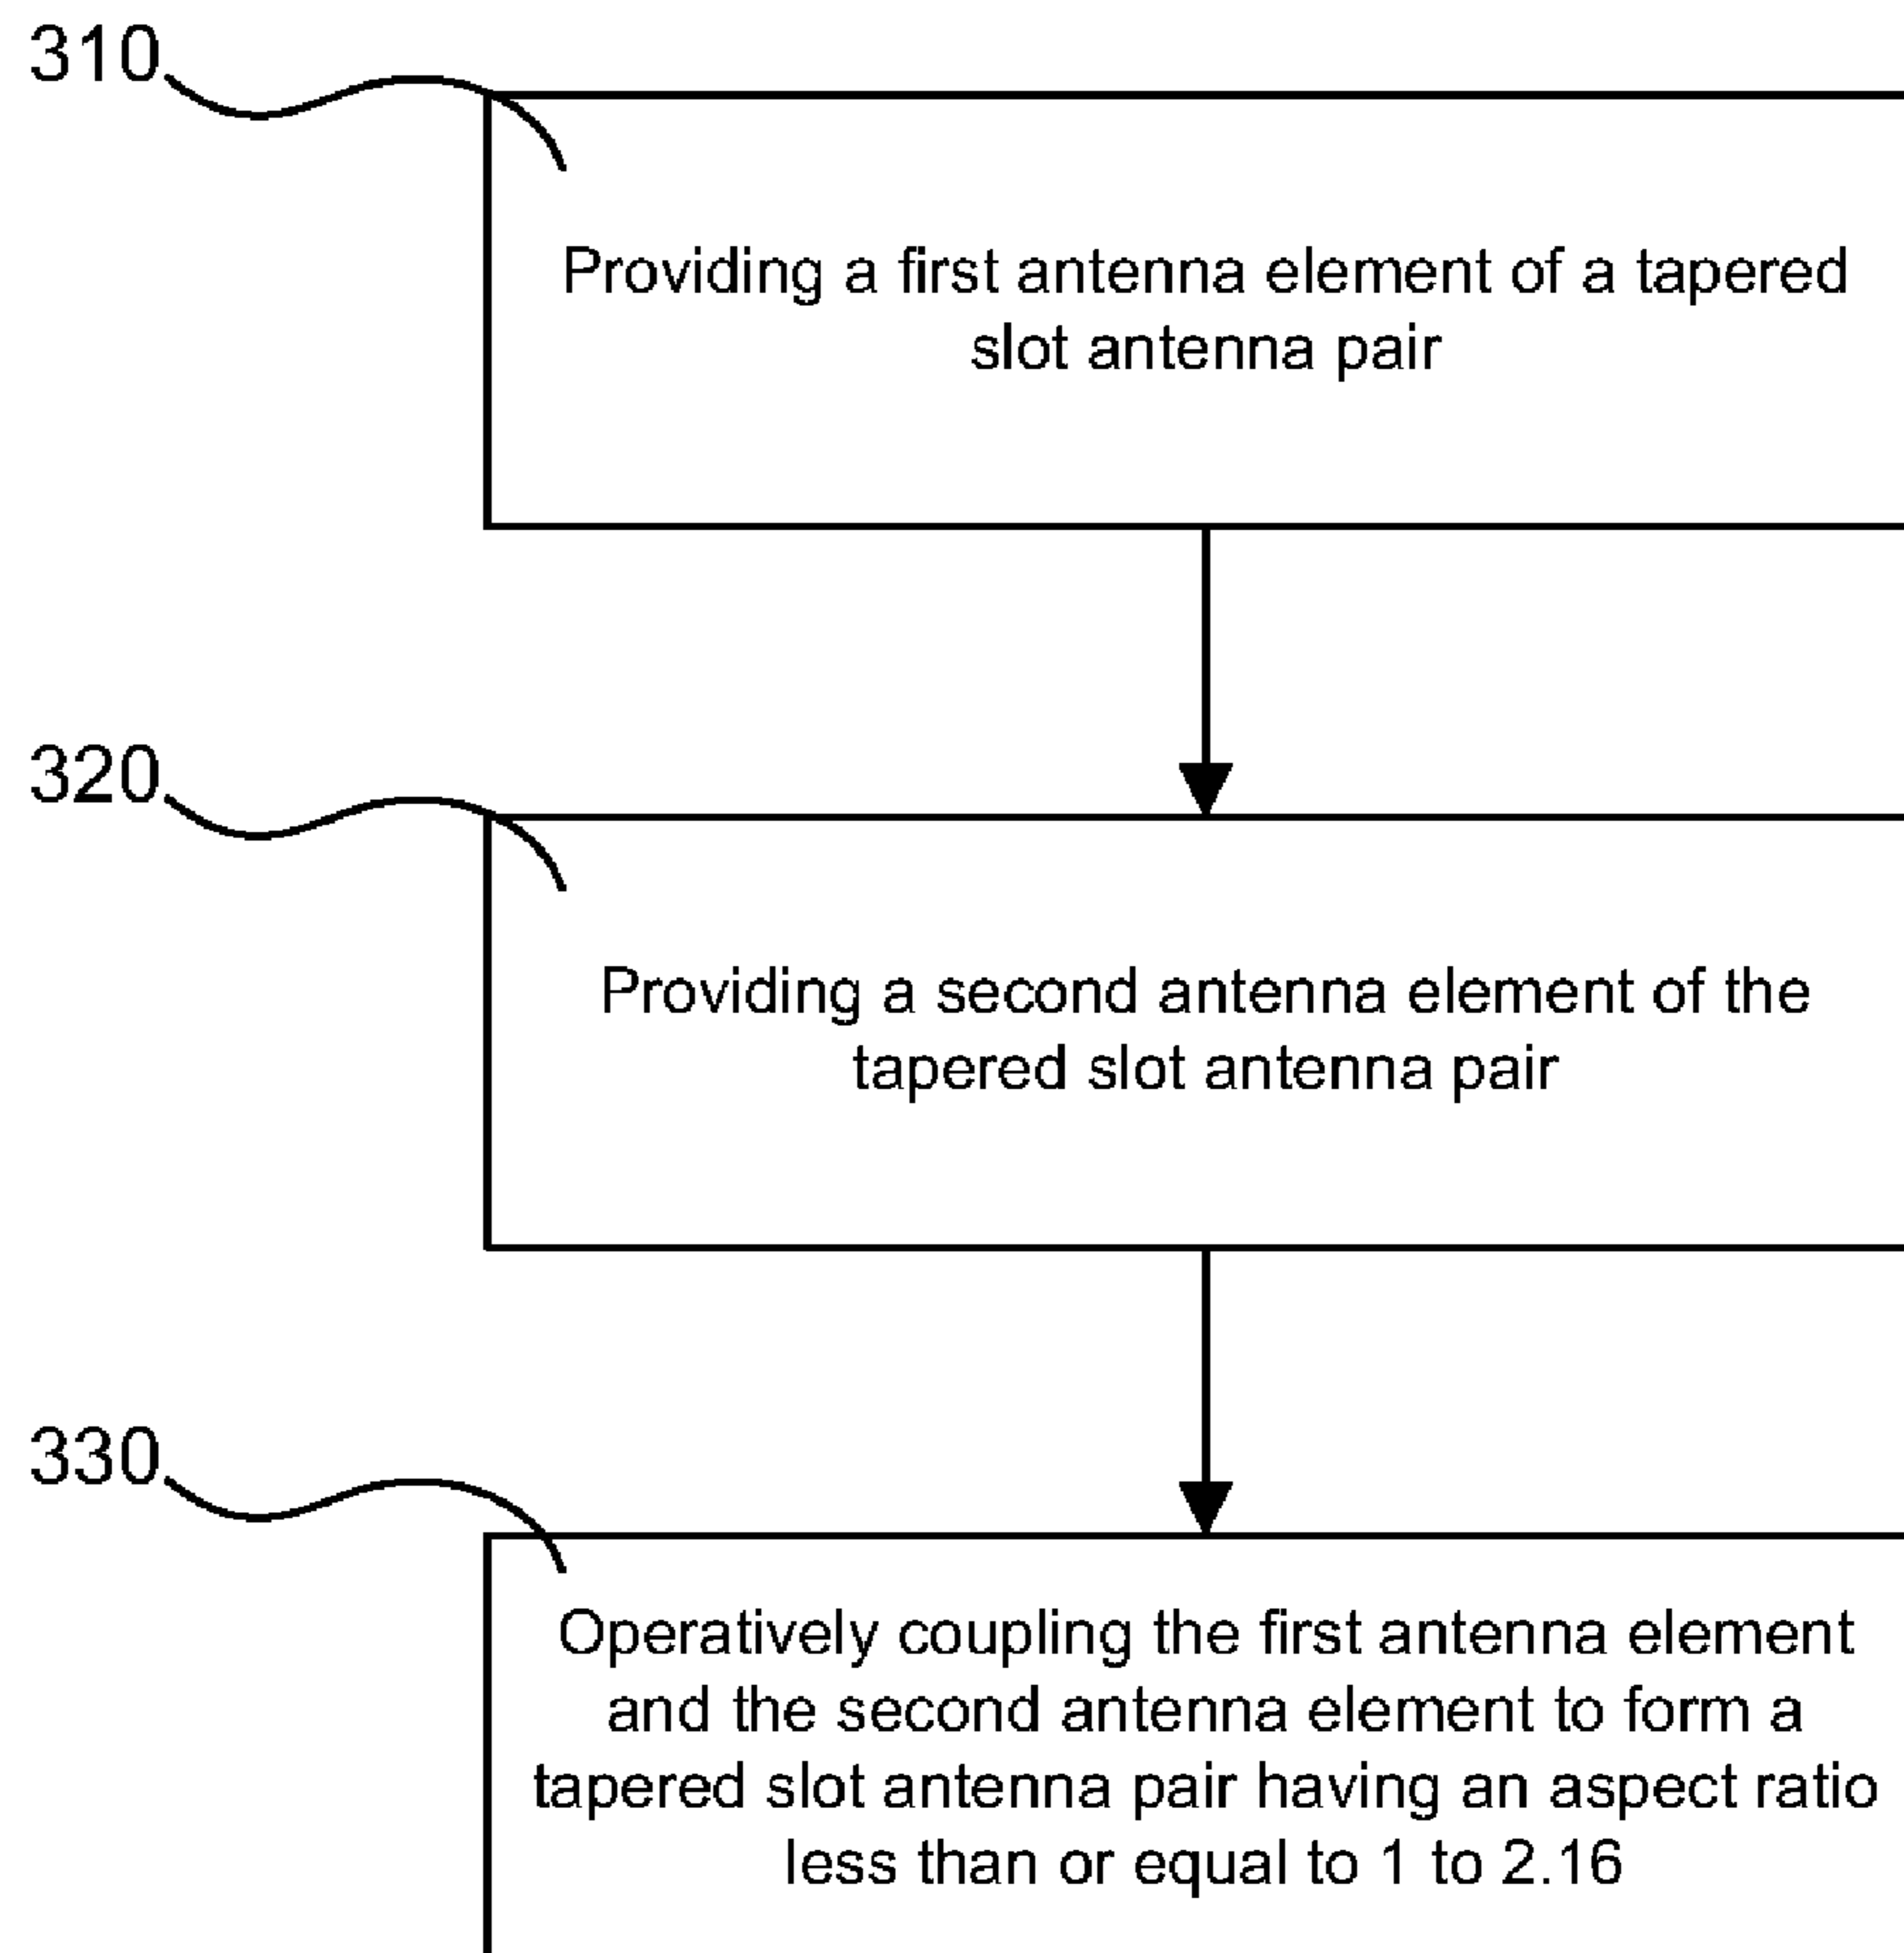 310
Providing a first antenna element of a tapered
slot antenna pair
320
Providing a second antenna element of the
tapered slot antenna pair
330
Operatively coupling the first antenna element
and the second antenna element to form a
tapered slot antenna pair having an aspect ratio
less than or equal to 1 to 2.16